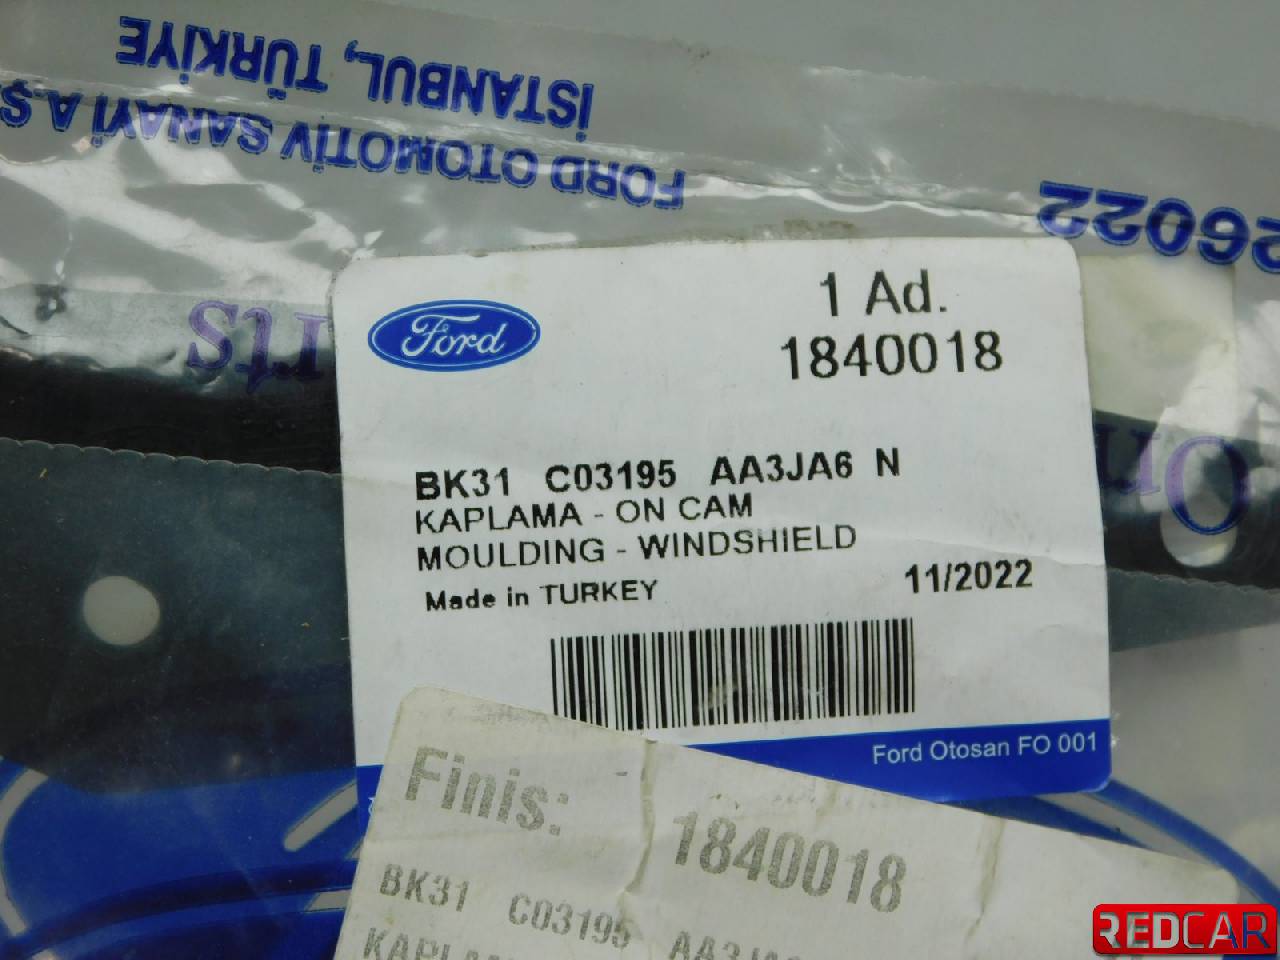 FORD OTOMOTİV SANAYİ A.Ş.
İSTANBUL, TÜRKİYE
26022
Ford
1 Ad.
1840018
BK31 C03195 AA3JA6 N
KAPLAMA - ON CAM
MOULDING - WINDSHIELD
Made in TURKEY
11/2022
Ford Otosan FO 001
Finis: 1840018
BK31 C03195
REDCAR